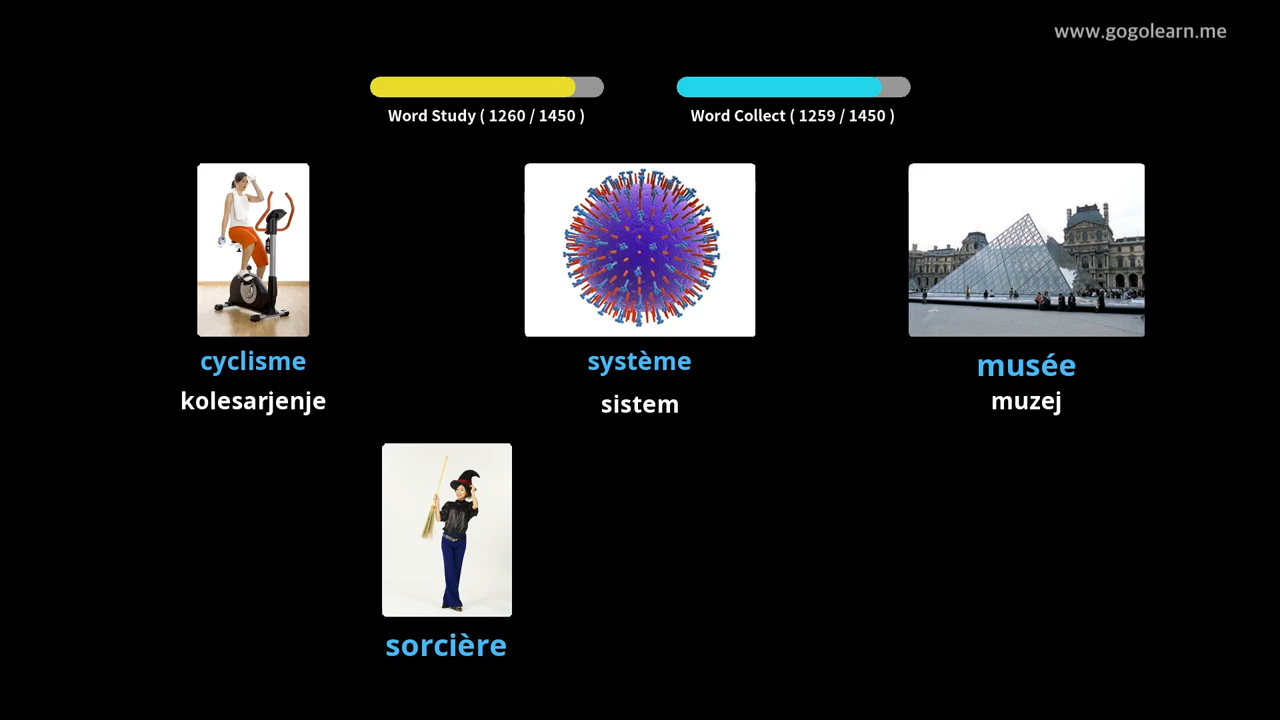 www.gogolearn.me
Word Study ( 1260 / 1450 )
Word Collect ( 1259 / 1450 )
cyclisme
kolesarjenje
système
sistem
musée
muzej
sorcière